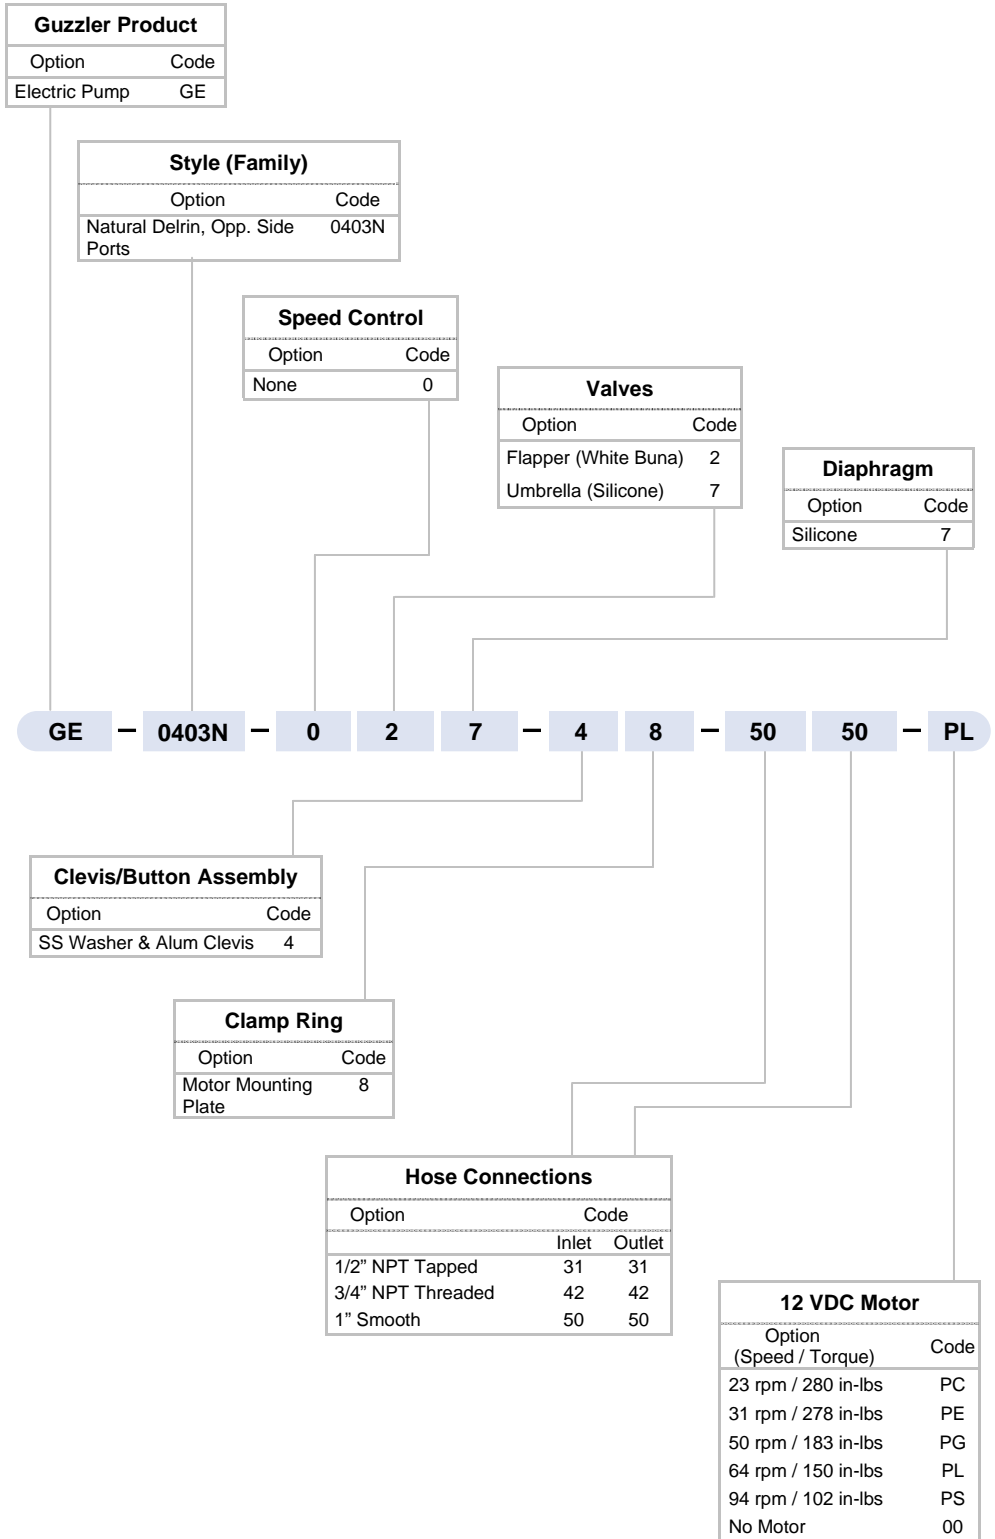 Guzzler Product
Option Code
Electric Pump GE
Style (Family)
Option Code
Natural Delrin, Opp. Side 0403N
Ports
Speed Control
Option Code
None 0
Valves
Option Code
Flapper (White Buna) 2
Umbrella (Silicone) 7
Diaphragm
Option Code
Silicone 7
GE – 0403N – 0 2 7 – 4 8 – 50 50 – PL
Clevis/Button Assembly
Option Code
SS Washer & Alum Clevis 4
Clamp Ring
Option Code
Motor Mounting 8
Plate
Hose Connections
Option Code
Inlet Outlet
1/2” NPT Tapped 31 31
3/4” NPT Threaded 42 42
1” Smooth 50 50
12 VDC Motor
Option
(Speed / Torque) Code
23 rpm / 280 in-lbs PC
31 rpm / 278 in-lbs PE
50 rpm / 183 in-lbs PG
64 rpm / 150 in-lbs PL
94 rpm / 102 in-lbs PS
No Motor 00